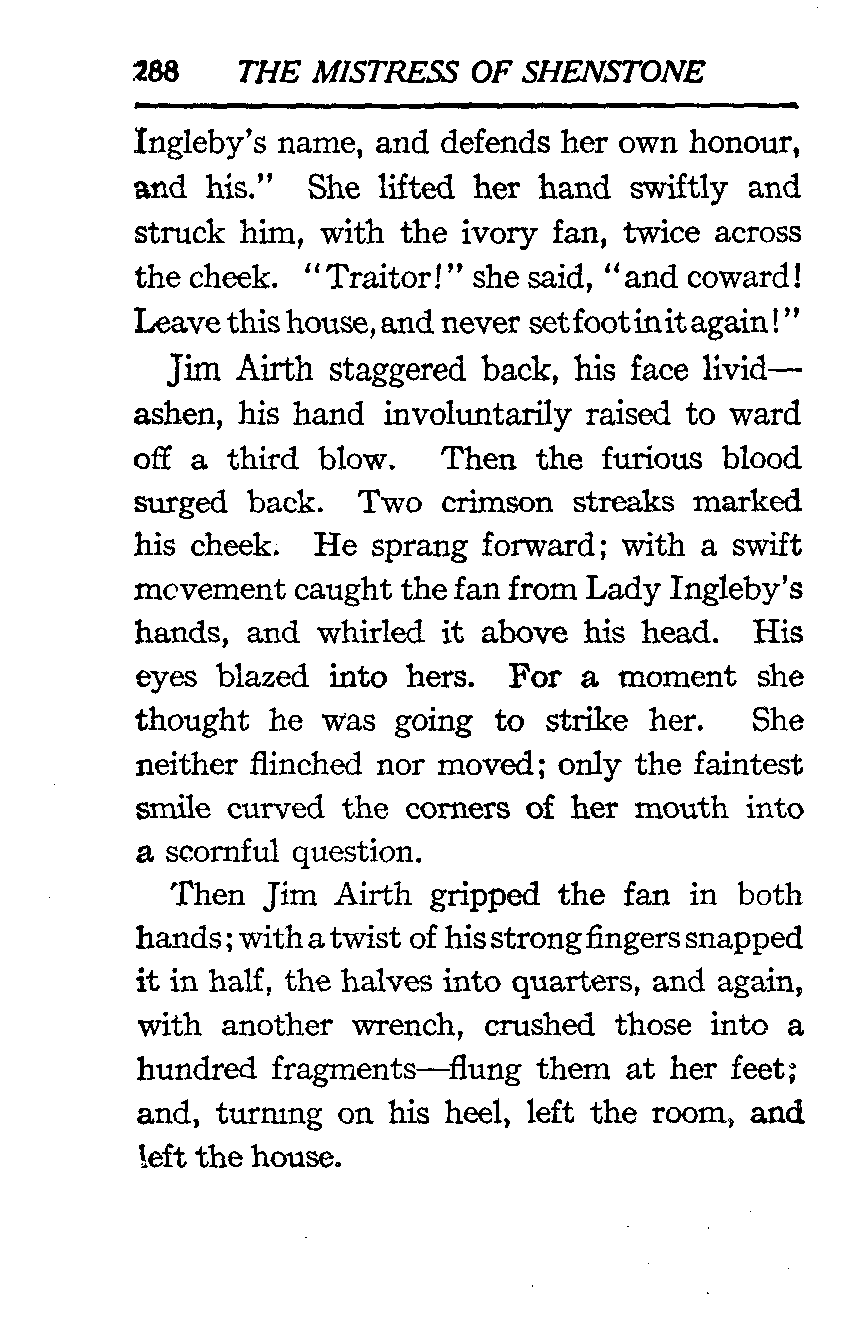 288 THE MISTRESS OF SHENSTONE
Ingleby's name, and defends her own honour,
and his." She lifted her hand swiftly and
struck him, with the ivory fan, twice across
the cheek. "Traitor!" she said, "and coward!
Leave this house, and never set foot in it again!"
Jim Airth staggered back, his face livid—
ashen, his hand involuntarily raised to ward
off a third blow. Then the furious blood
surged back. Two crimson streaks marked
his cheek. He sprang forward; with a swift
movement caught the fan from Lady Ingleby's
hands, and whirled it above his head. His
eyes blazed into hers. For a moment she
thought he was going to strike her. She
neither flinched nor moved; only the faintest
smile curved the corners of her mouth into
a scornful question.
Then Jim Airth gripped the fan in both
hands; with a twist of his strong fingers snapped
it in half, the halves into quarters, and again,
with another wrench, crushed those into a
hundred fragments—flung them at her feet;
and, turning on his heel, left the room, and
left the house.